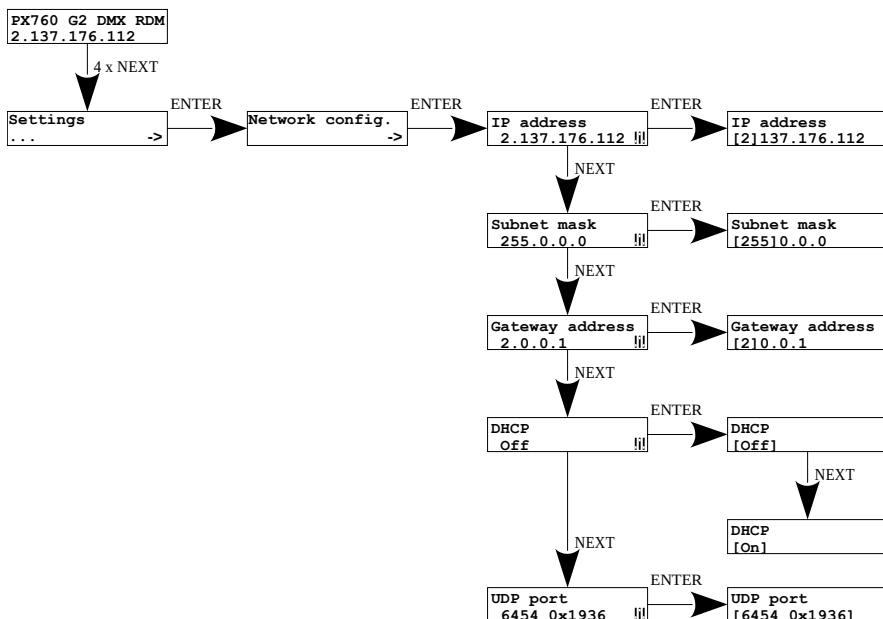 PX760 G2 DMX RDM
2.137.176.112
4 x NEXT
Settings
... ->
ENTER
Network config.
->
ENTER
IP address
2.137.176.112 !i!
ENTER
IP address
[2]137.176.112
NEXT
Subnet mask
255.0.0.0 !i!
ENTER
Subnet mask
[255]0.0.0
NEXT
Gateway address
2.0.0.1 !i!
ENTER
Gateway address
[2]0.0.1
NEXT
DHCP
Off !i!
ENTER
DHCP
[Off]
NEXT
DHCP
[On]
NEXT
UDP port
6454 0x1936 !i!
ENTER
UDP port
[6454 0x1936]